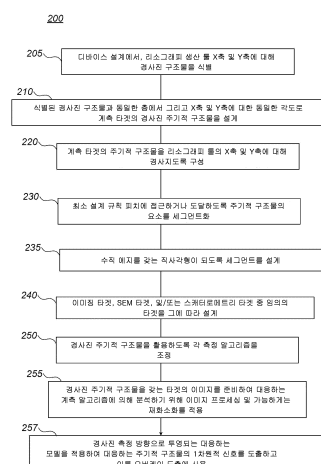 200
205
디바이스 설계에서, 리소그래피 생산 툴 X축 및 Y축에 대해
경사진 구조물을 식별
210
식별된 경사진 구조물과 동일한 층에서 그리고 X축 및 Y축에 대한 동일한 각도로
계측 타겟의 경사진 주기적 구조물을 설계
220
계측 타겟의 주기적 구조물을 리소그래피 툴의 X축 및 Y축에 대해
경사지도록 구성
230
최소 설계 규칙 피치에 접근하거나 도달하도록 주기적 구조물의
요소를 세그먼트화
235
수직 에지를 갖는 직사각형이 되도록 세그먼트를 설계
240
이미징 타겟, SEM 타겟, 및/또는 스캐터로메트리 타겟 중 임의의
타겟을 그에 따라 설계
250
경사진 주기적 구조물을 활용하도록 각 측정 알고리즘을
조정
255
경사진 주기적 구조물을 갖는 타겟의 이미지를 준비하여 대응하는
계측 알고리즘에 의해 분석하기 위해 이미지 프로세싱 및 가능하게는
재화소화를 적용
257
경사진 측정 방향으로 투영되는 대응하는
모델을 적용하여 대응하는 주기적 구조물의 1차원적 신호를 도출하고